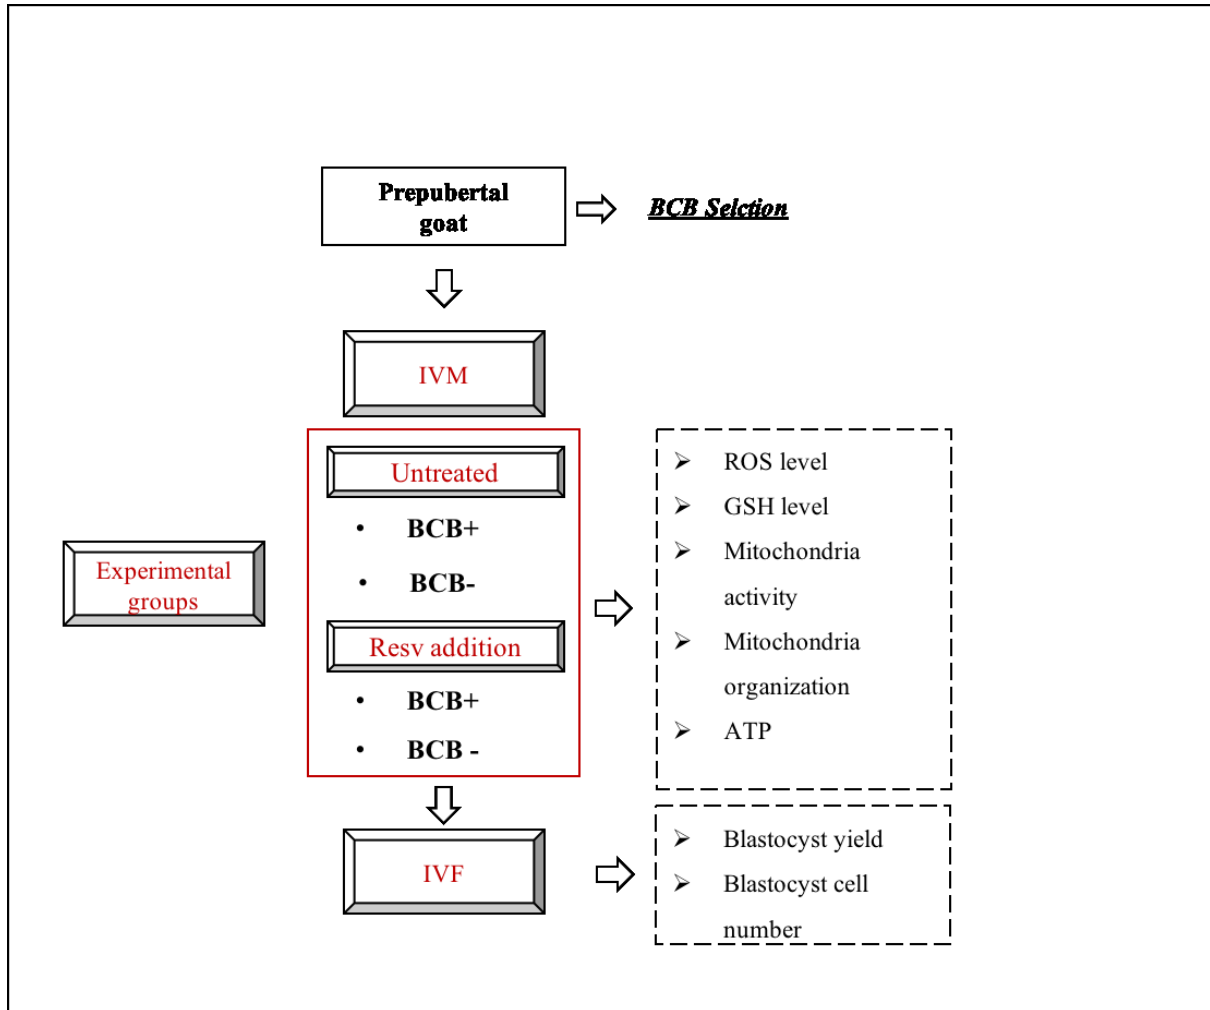 Prepubertal
goat
BCB Selction
IVM
Experimental
groups
Untreated
• BCB+
• BCB-
Resv addition
• BCB+
• BCB -
➢ ROS level
➢ GSH level
➢ Mitochondria
activity
➢ Mitochondria
organization
➢ ATP
IVF
➢ Blastocyst yield
➢ Blastocyst cell
number